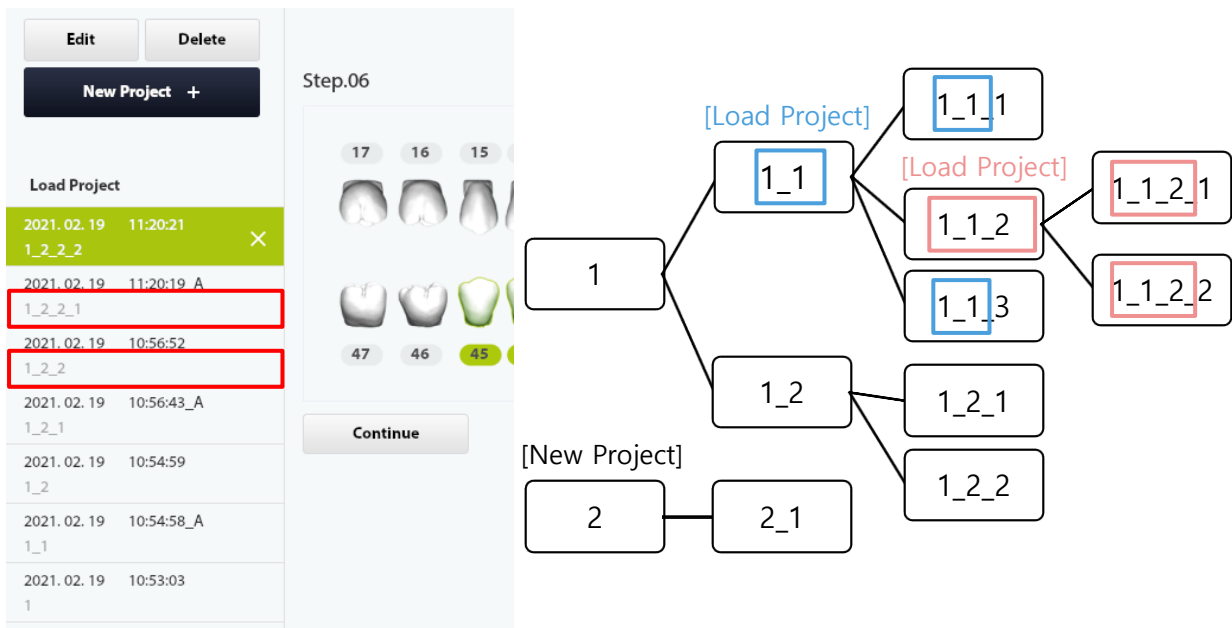 Edit Delete
New Project +
Load Project
2021. 02. 19 11:20:21
1_2_2_2
2021. 02. 19 11:20:19_A
1_2_2_1
2021. 02. 19 10:56:52
1_2_2
2021. 02. 19 10:56:43_A
1_2_1
2021. 02. 19 10:54:59
1_2
2021. 02. 19 10:54:58_A
1_1
2021. 02. 19 10:53:03
1
Step.06
17 16 15
47 46 45
Continue
[Load Project]
1_1_1
1_1
[Load Project]
1_1_2_1
1_1_2
1
1_1_2_2
1_1_3
1_2
1_2_1
[New Project]
1_2_2
2
2_1